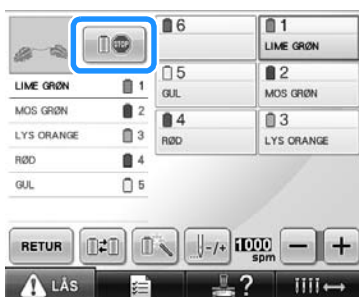 STOP
6
1
LIME GRØN
LIME GRØN 1
5
GUL
2
MOS GRØN
MOS GRØN 2
LYS ORANGE 3
4
RØD
3
LYS ORANGE
RØD 4
GUL 5
RETUR
-/+
1000
spm
−
+
LÅS
?